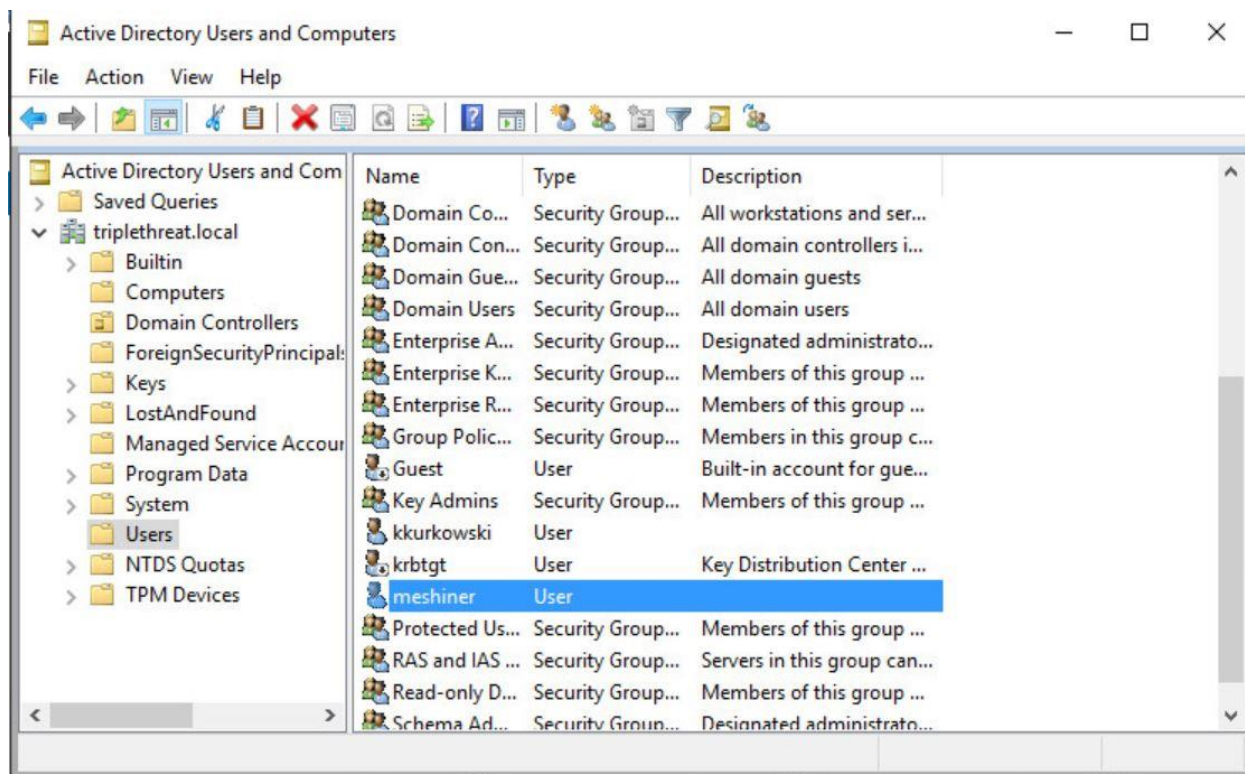 Active Directory Users and Computers
File Action View Help
Active Directory Users and Com
Saved Queries
triplethreat.local
Builtin
Computers
Domain Controllers
ForeignSecurityPrincipals
Keys
LostAndFound
Managed Service Accour
Program Data
System
Users
NTDS Quotas
TPM Devices
Name Type Description
Domain Co... Security Group... All workstations and ser...
Domain Con... Security Group... All domain controllers i...
Domain Gue... Security Group... All domain guests
Domain Users Security Group... All domain users
Enterprise A... Security Group... Designated administrato...
Enterprise K... Security Group... Members of this group ...
Enterprise R... Security Group... Members of this group ...
Group Polic... Security Group... Members in this group c...
Guest User Built-in account for gue...
Key Admins Security Group... Members of this group ...
kkurkowski User
krbtgt User Key Distribution Center ...
meshiner User
Protected Us... Security Group... Members of this group ...
RAS and IAS ... Security Group... Servers in this group can...
Read-only D... Security Group... Members of this group ...
Schema Ad... Security Group... Designated administrato...